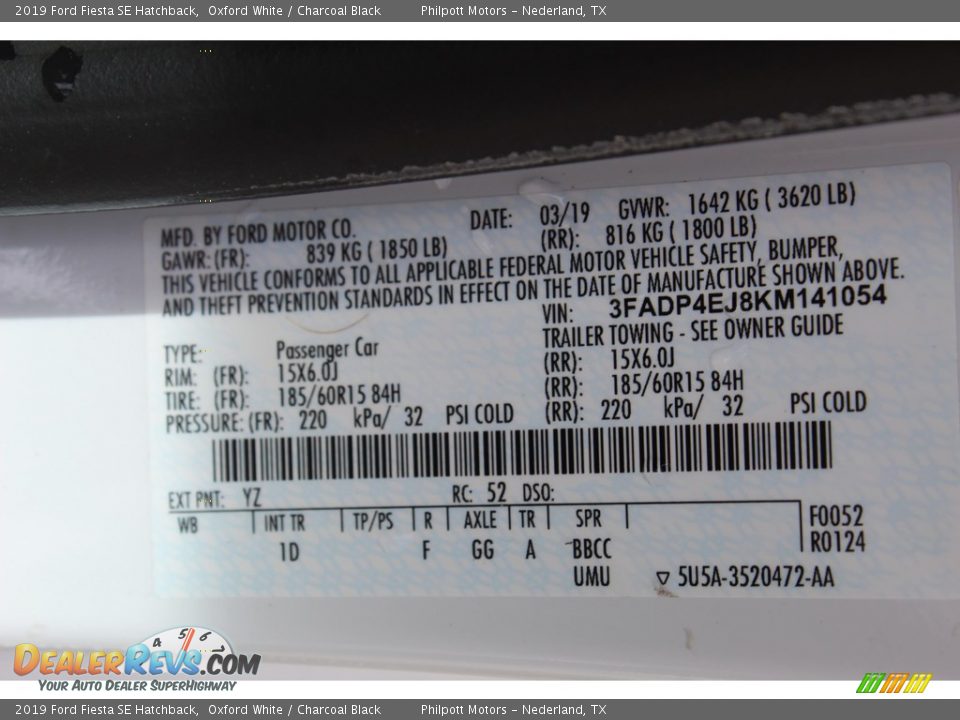 2019 Ford Fiesta SE Hatchback,  Oxford White / Charcoal Black  Philpott Motors – Nederland, TX
MFD. BY FORD MOTOR CO. DATE: 03/19 GVWR: 1642 KG ( 3620 LB)
GAWR: (FR): 839 KG ( 1850 LB) (RR): 816 KG ( 1800 LB)
THIS VEHICLE CONFORMS TO ALL APPLICABLE FEDERAL MOTOR VEHICLE SAFETY, BUMPER,
AND THEFT PREVENTION STANDARDS IN EFFECT ON THE DATE OF MANUFACTURE SHOWN ABOVE.
VIN: 3FADP4EJ8KM141054
TRAILER TOWING - SEE OWNER GUIDE
TYPE: Passenger Car
RIM: (FR): 15X6.0J (RR): 15X6.0J
TIRE: (FR): 185/60R15 84H (RR): 185/60R15 84H
PRESSURE: (FR): 220 kPa/ 32 PSI COLD (RR): 220 kPa/ 32 PSI COLD
EXT PNT: YZ RC: 52 DSO:
WB INT TR TP/PS R AXLE TR SPR F0052
1D F GG A BBCC R0124
UMU ▽ 5U5A-3520472-AA
4 5 6 7
DEALERREVS.COM
YOUR AUTO DEALER SUPERHIGHWAY
2019 Ford Fiesta SE Hatchback,  Oxford White / Charcoal Black  Philpott Motors – Nederland, TX